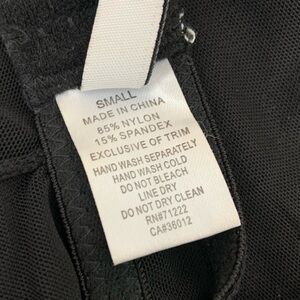 SMALL
MADE IN CHINA
85% NYLON
15% SPANDEX
EXCLUSIVE OF TRIM
HAND WASH SEPARATELY
HAND WASH COLD
DO NOT BLEACH
LINE DRY
DO NOT DRY CLEAN
RN#71222
CA#36012